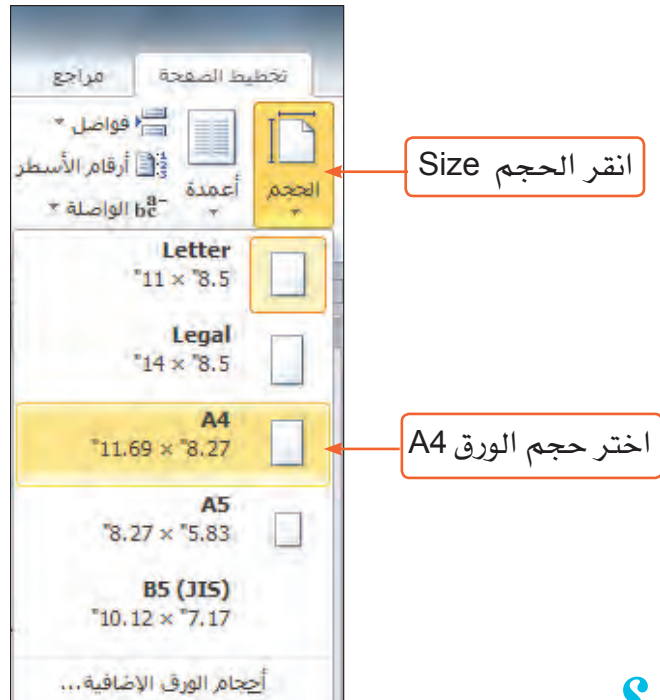 تخطيط الصفحة
مراجع
الحجم
أعمدة
فواصل
أرقام الأسطر
الواصلة
انقر الحجم Size
Letter
8.5" × 11"
Legal
8.5" × 14"
A4
8.27" × 11.69"
اختر حجم الورق A4
A5
5.83" × 8.27"
B5 (JIS)
7.17" × 10.12"
أحجام الورق الإضافية...